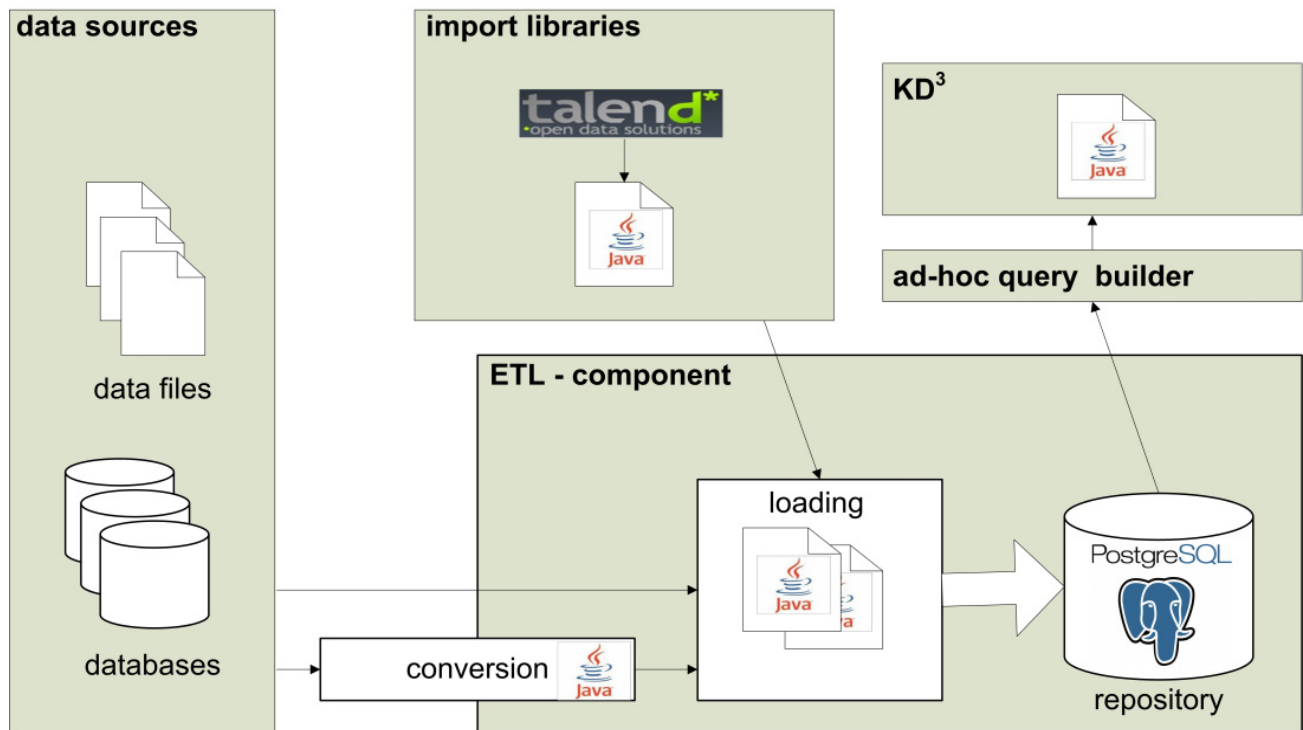 data sources
data files
databases
import libraries
talend*
*open data solutions
Java
KD³
Java
ad-hoc query builder
ETL - component
loading
Java
Java
conversion
Java
PostgreSQL
repository